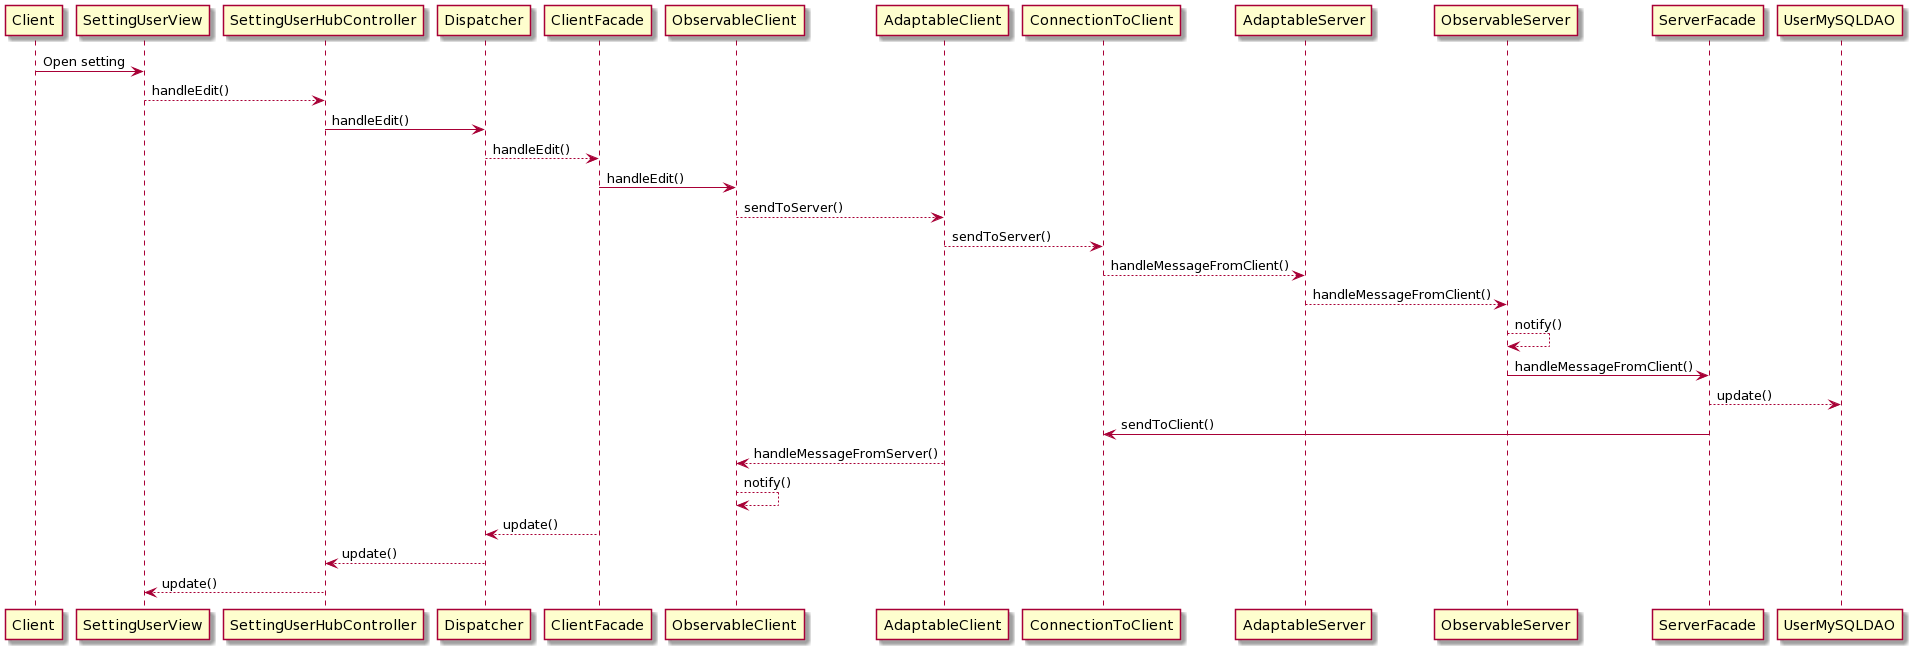 Client SettingUserView SettingUserHubController Dispatcher ClientFacade ObservableClient AdaptableClient ConnectionToClient AdaptableServer ObservableServer ServerFacade UserMySQLDAO
Open setting
handleEdit()
handleEdit()
handleEdit()
handleEdit()
sendToServer()
sendToServer()
handleMessageFromClient()
handleMessageFromClient()
notify()
handleMessageFromClient()
update()
sendToClient()
handleMessageFromServer()
notify()
update()
update()
update()
Client SettingUserView SettingUserHubController Dispatcher ClientFacade ObservableClient AdaptableClient ConnectionToClient AdaptableServer ObservableServer ServerFacade UserMySQLDAO